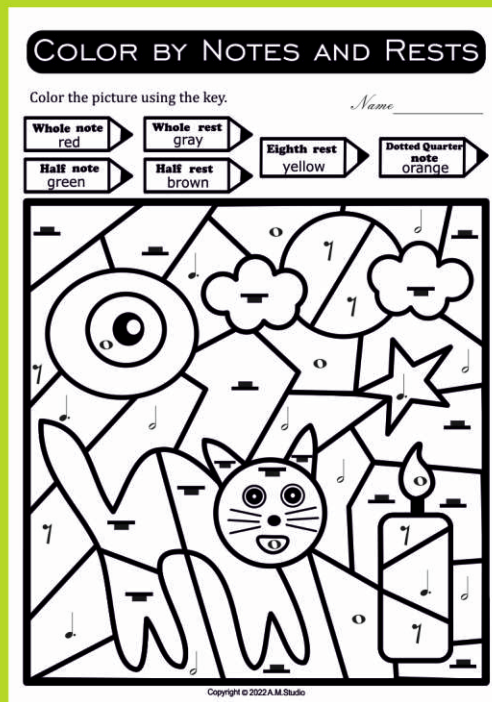 COLOR BY NOTES AND RESTS
Color the picture using the key.
Name
Whole note
red
Whole rest
gray
Half note
green
Half rest
brown
Eighth rest
yellow
Dotted Quarter
note
orange
Copyright © 2022 A.M.Studio